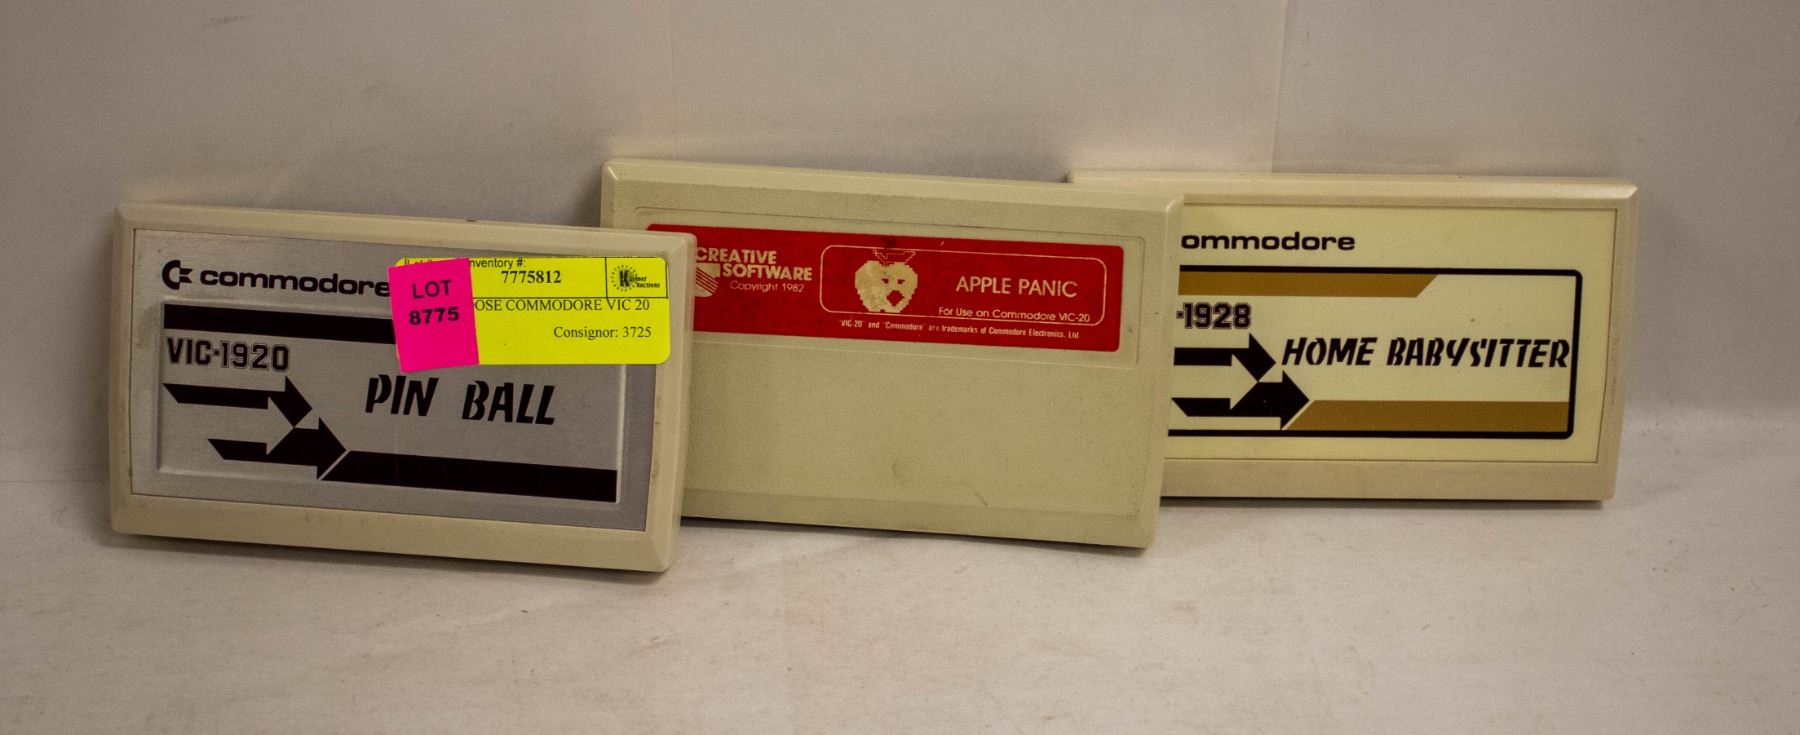 commodore
nventory #:
7775812
LOT
8775
OSE COMMODORE VIC 20
Consignor: 3725
VIC-1920
PIN BALL
CREATIVE
SOFTWARE
Copyright 1982
APPLE PANIC
For Use on Commodore VIC-20
"VIC-20" and "Commodore" are trademarks of Commodore Electronics, Ltd.
ommodore
-1928
HOME BABYSITTER